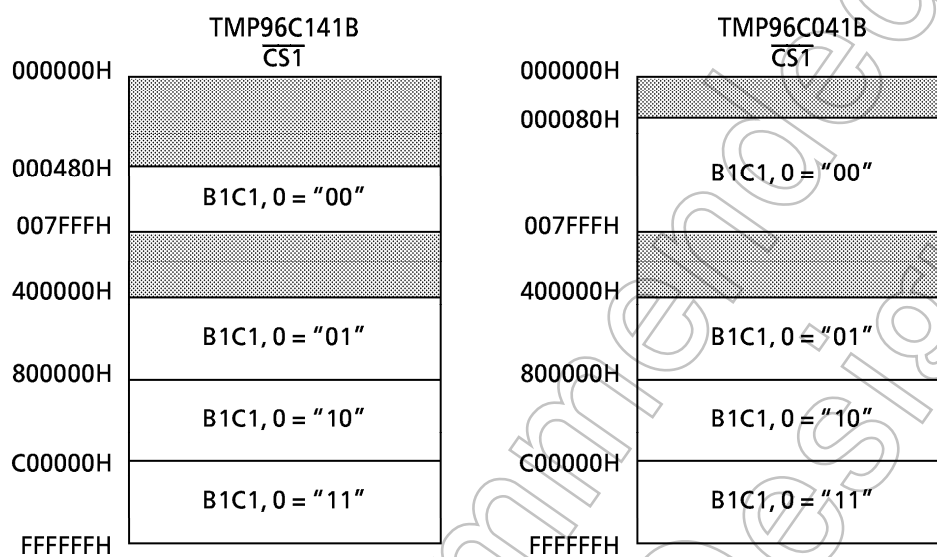 TMP96C141B
CS1
000000H
000480H
B1C1, 0 = “00”
007FFFH
400000H
B1C1, 0 = “01”
800000H
B1C1, 0 = “10”
C00000H
B1C1, 0 = “11”
FFFFFFH
TMP96C041B
CS1
000000H
000080H
B1C1, 0 = “00”
007FFFH
400000H
B1C1, 0 = “01”
800000H
B1C1, 0 = “10”
C00000H
B1C1, 0 = “11”
FFFFFFH